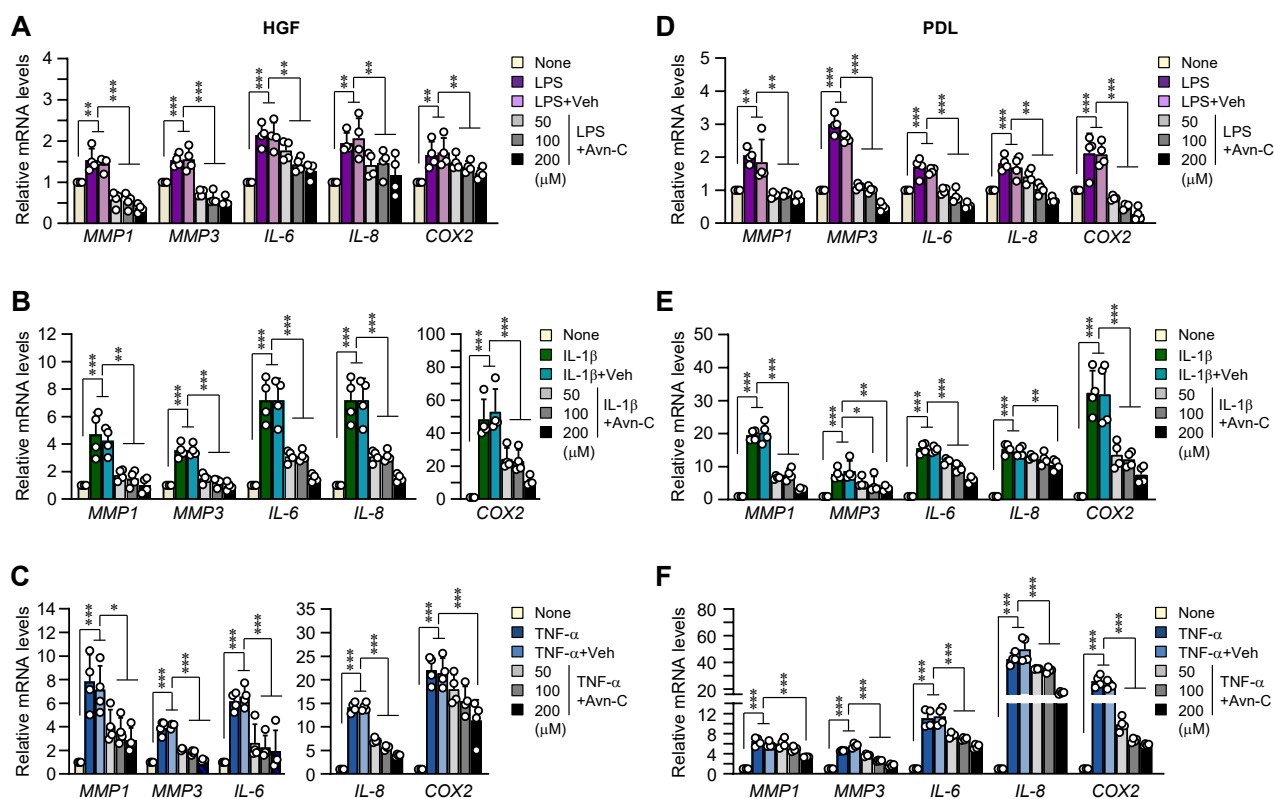 A
HGF
Relative mRNA levels
4
3
2
1
0
** *** *** *** *** ** ** ** ** **
MMP1 MMP3 IL-6 IL-8 COX2
None
LPS
LPS+Veh
50
100
200
LPS
+Avn-C
(μM)
D
PDL
Relative mRNA levels
5
4
3
2
1
0
** ** *** *** *** *** *** ** *** ***
MMP1 MMP3 IL-6 IL-8 COX2
None
LPS
LPS+Veh
50
100
200
LPS
+Avn-C
(μM)
B
Relative mRNA levels
12
10
8
6
4
2
0
*** ** *** *** *** *** *** ***
MMP1 MMP3 IL-6 IL-8
100
80
60
40
20
0
*** ***
COX2
None
IL-1β
IL-1β+Veh
50
100
200
IL-1β
+Avn-C
(μM)
E
Relative mRNA levels
50
40
30
20
10
0
*** *** *** * ** *** *** *** ** *** ***
MMP1 MMP3 IL-6 IL-8 COX2
None
IL-1β
IL-1β+Veh
50
100
200
IL-1β
+Avn-C
(μM)
C
Relative mRNA levels
14
12
10
8
6
4
2
0
*** * *** *** *** ***
MMP1 MMP3 IL-6
35
30
25
20
15
10
5
0
*** *** *** ***
IL-8 COX2
None
TNF-α
TNF-α+Veh
50
100
200
TNF-α
+Avn-C
(μM)
F
Relative mRNA levels
80
60
40
20
12
8
4
0
*** *** *** *** *** *** *** *** *** ***
MMP1 MMP3 IL-6 IL-8 COX2
None
TNF-α
TNF-α+Veh
50
100
200
TNF-α
+Avn-C
(μM)